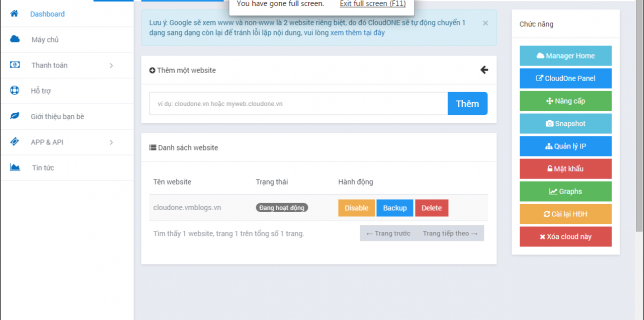 You have gone full screen. Exit full screen (F11)
Dashboard
Máy chủ
Thanh toán
Hỗ trợ
Giới thiệu bạn bè
APP & API
Tin tức
Lưu ý: Google sẽ xem www và non-www là 2 website riêng biệt, do đó CloudONE sẽ tự động chuyển 1
dạng sang dạng còn lại để tránh lỗi lặp nội dung, vui lòng xem thêm tại đây
×
Thêm một website
ví dụ: cloudone.vn hoặc myweb.cloudone.vn
Thêm
Danh sách website
Tên website Trạng thái Hành động
cloudone.vmblogs.vn Đang hoạt động Disable Backup Delete
Tìm thấy 1 website, trang 1 trên tổng số 1 trang.
← Trang trước Trang tiếp theo →
Chức năng
Manager Home
CloudOne Panel
Nâng cấp
Snapshot
Quản lý IP
Mật khẩu
Graphs
Cài lại HĐH
Xóa cloud này